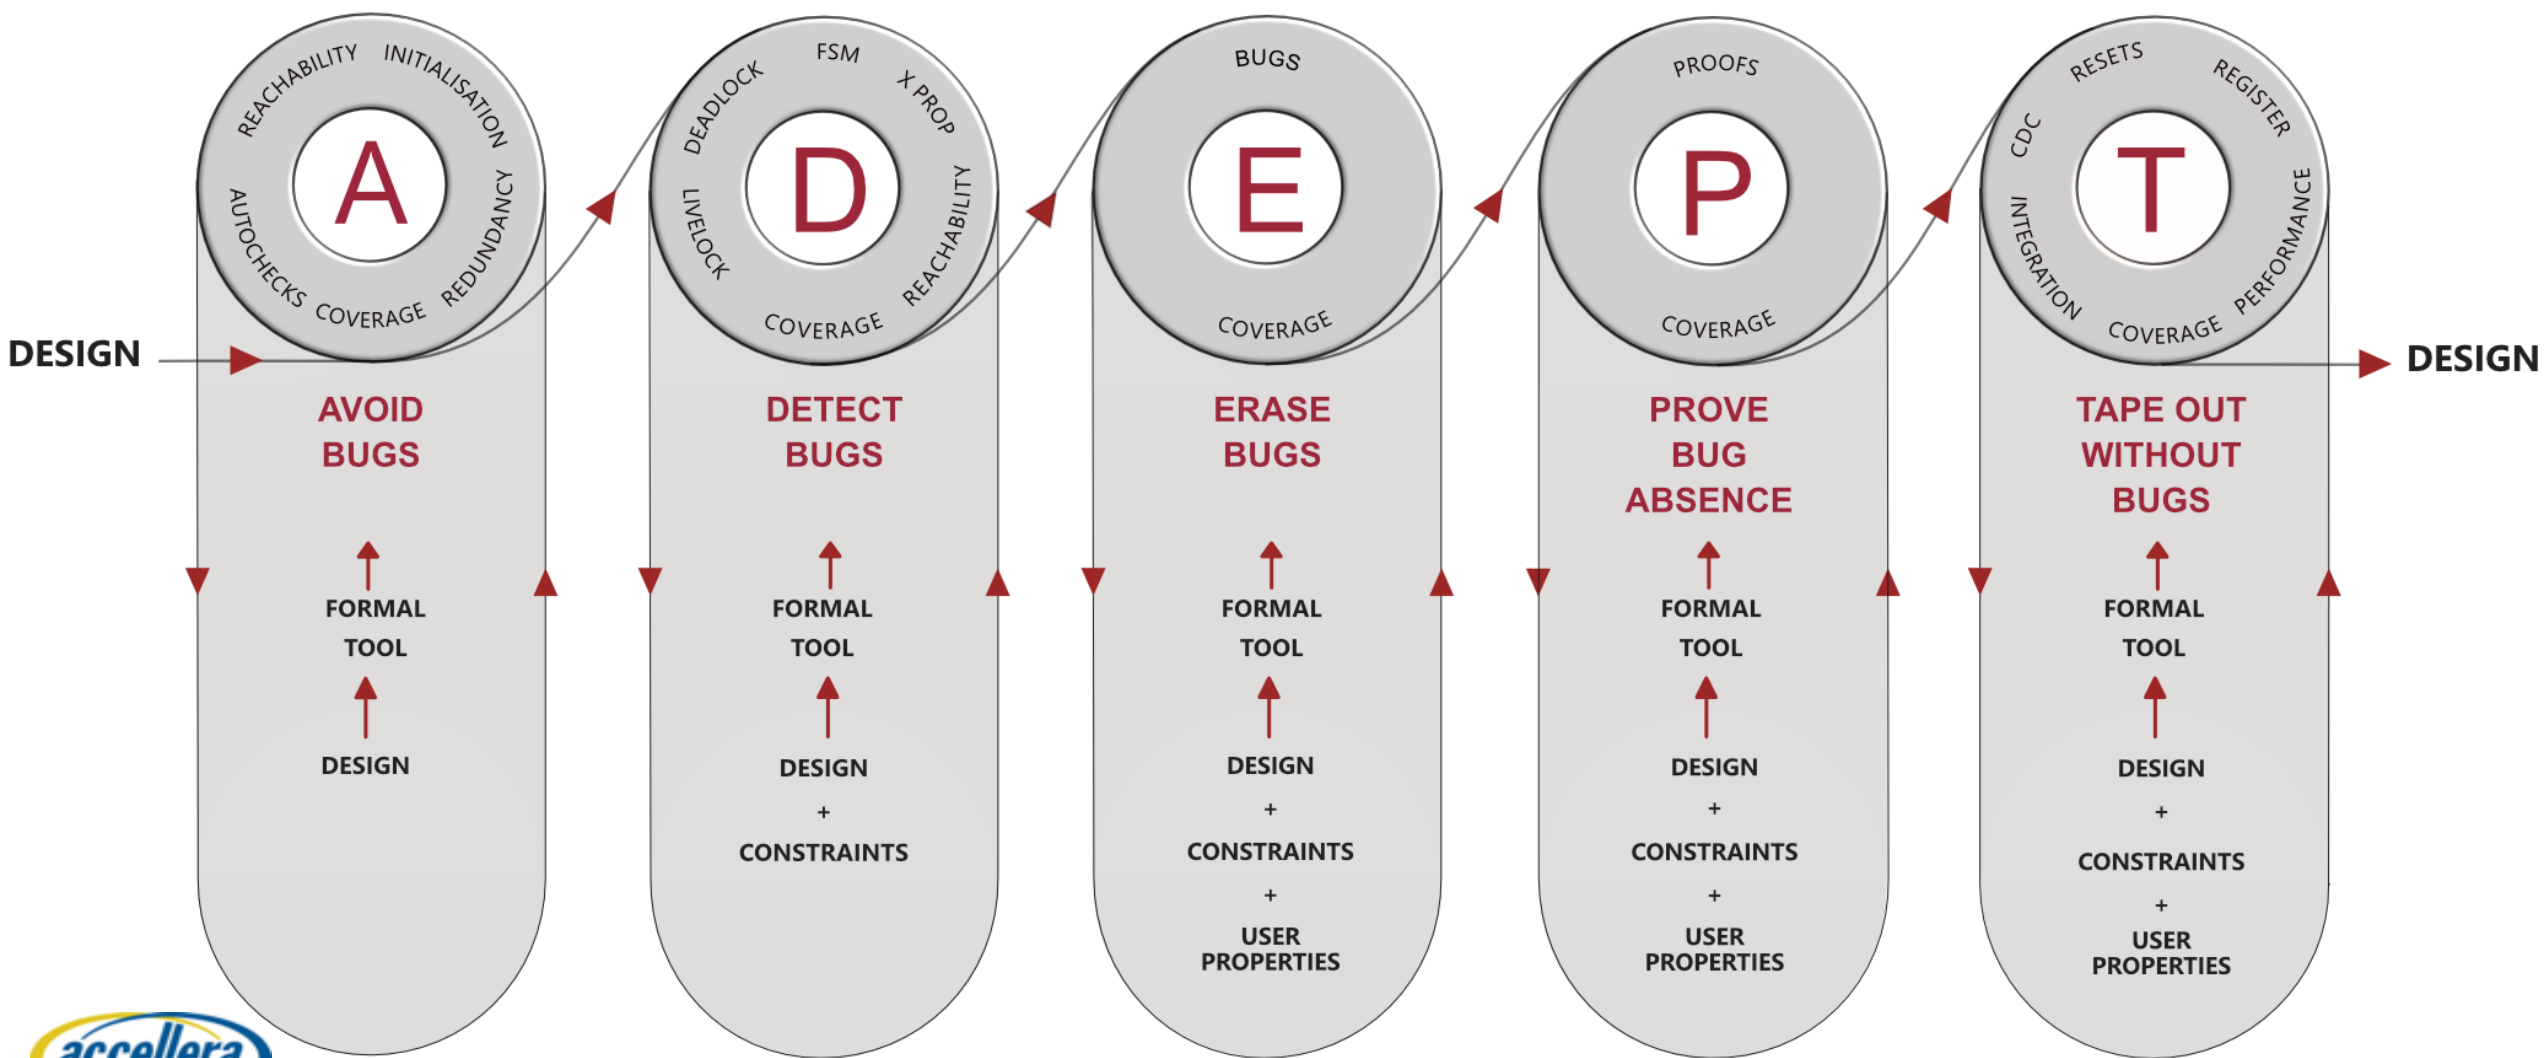 DESIGN
REACHABILITY
INITIALISATION
REDUNDANCY
COVERAGE
AUTOCHECKS
A
AVOID
BUGS
FORMAL
TOOL
DESIGN
DEADLOCK
FSM
X PROP
REACHABILITY
COVERAGE
LIVELOCK
D
DETECT
BUGS
FORMAL
TOOL
DESIGN
+
CONSTRAINTS
BUGS
COVERAGE
E
ERASE
BUGS
FORMAL
TOOL
DESIGN
+
CONSTRAINTS
+
USER
PROPERTIES
PROOFS
COVERAGE
P
PROVE
BUG
ABSENCE
FORMAL
TOOL
DESIGN
+
CONSTRAINTS
+
USER
PROPERTIES
CDC
RESETS
REGISTER
PERFORMANCE
COVERAGE
INTEGRATION
T
TAPE OUT
WITHOUT
BUGS
FORMAL
TOOL
DESIGN
+
CONSTRAINTS
+
USER
PROPERTIES
DESIGN
accellera